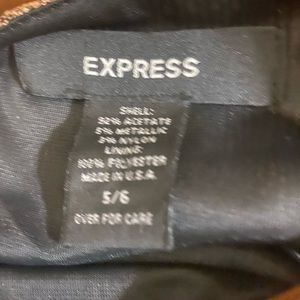 EXPRESS
SHELL:
92% ACETATE
5% METALLIC
3% NYLON
LINING:
100% POLYESTER
MADE IN U.S.A.
5/6
OVER FOR CARE